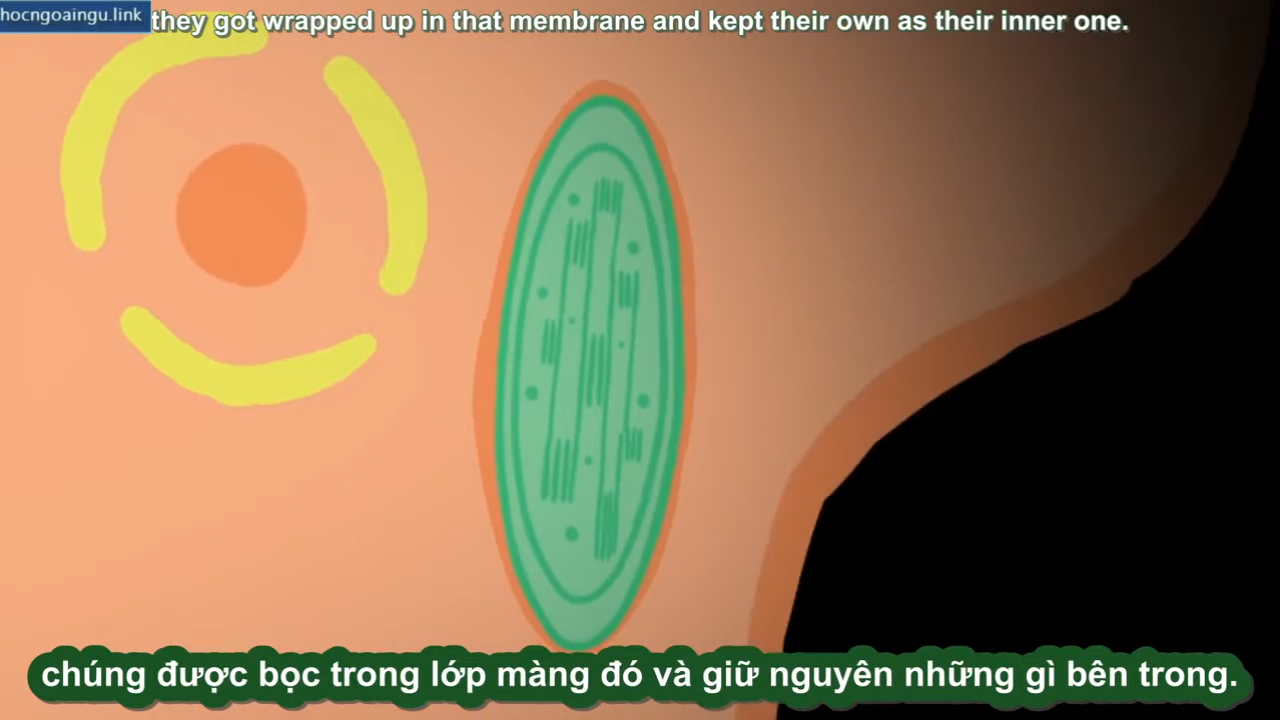 hocngoaingu.link
they got wrapped up in that membrane and kept their own as their inner one.
chúng được bọc trong lớp màng đó và giữ nguyên những gì bên trong.